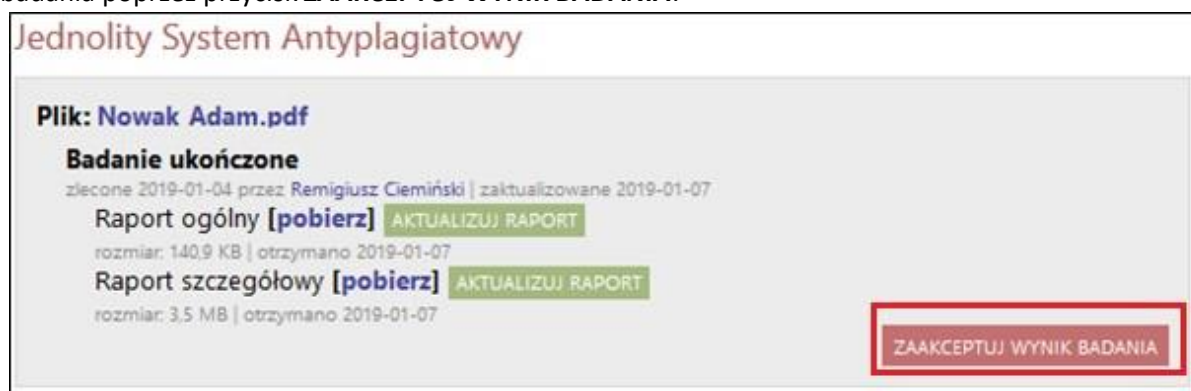 badania poprzez przycisk ZAAKCEPTUJ WYNIK BADANIA.
Jednolity System Antyplagiatowy
Plik: Nowak Adam.pdf
Badanie ukończone
zlecone 2019-01-04 przez Remigiusz Ciemiński | zaktualizowane 2019-01-07
Raport ogólny [pobierz] AKTUALIZUJ RAPORT
rozmiar: 140,9 KB | otrzymano 2019-01-07
Raport szczegółowy [pobierz] AKTUALIZUJ RAPORT
rozmiar: 3,5 MB | otrzymano 2019-01-07
ZAAKCEPTUJ WYNIK BADANIA